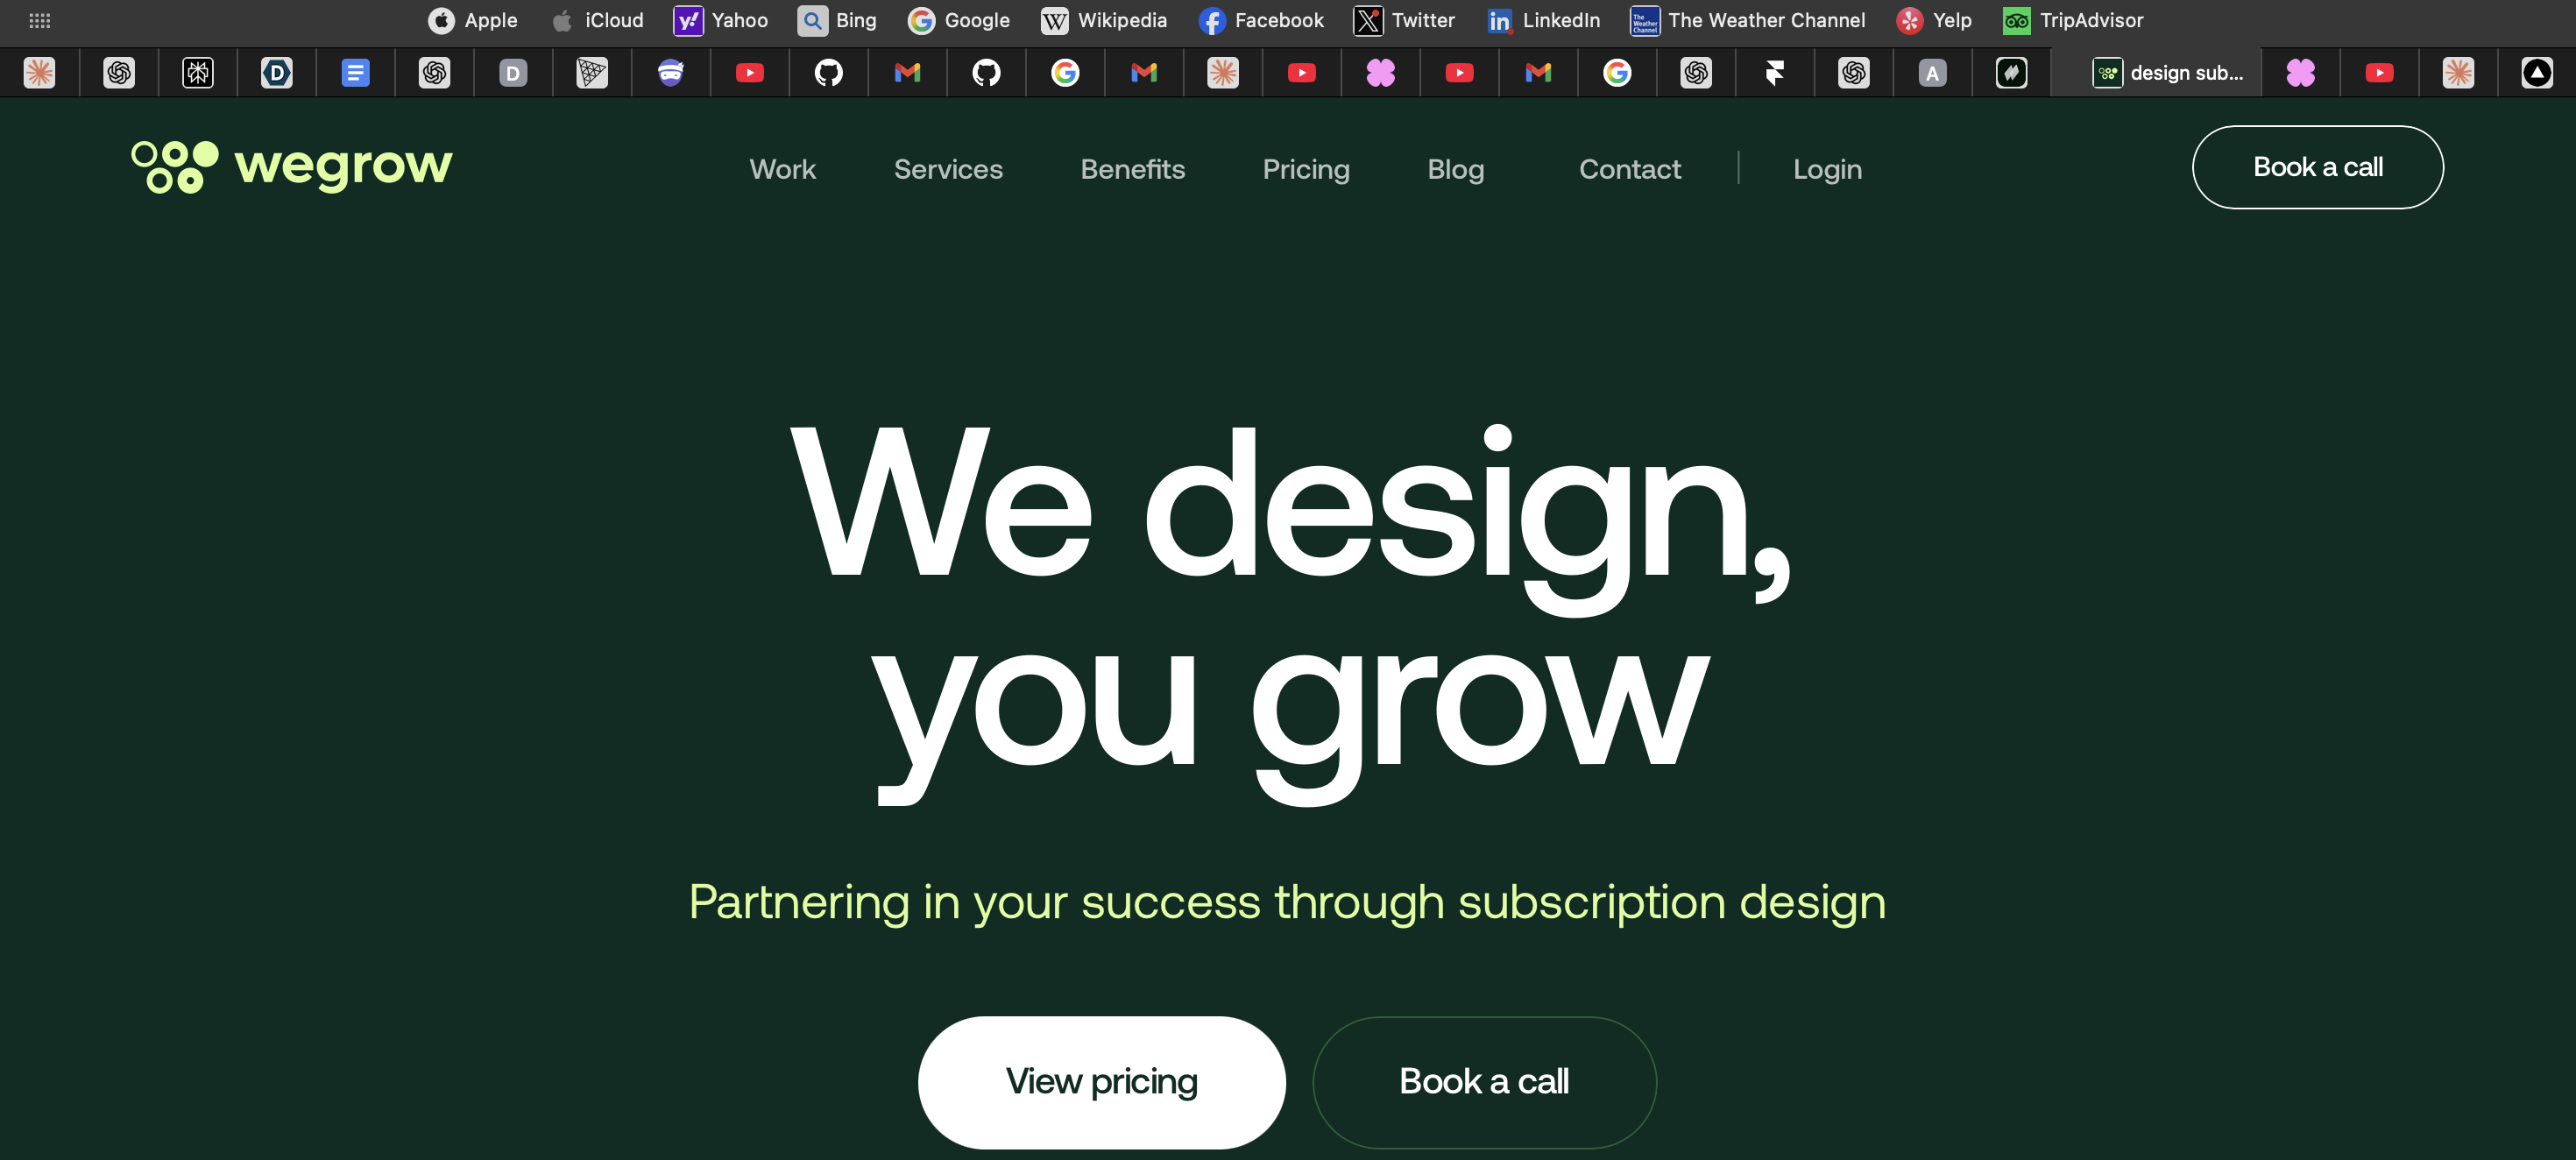 Apple iCloud Yahoo Bing Google Wikipedia Facebook Twitter LinkedIn The Weather Channel Yelp TripAdvisor
design sub...
wegrow Work Services Benefits Pricing Blog Contact Login Book a call
We design,
you grow
Partnering in your success through subscription design
View pricing Book a call